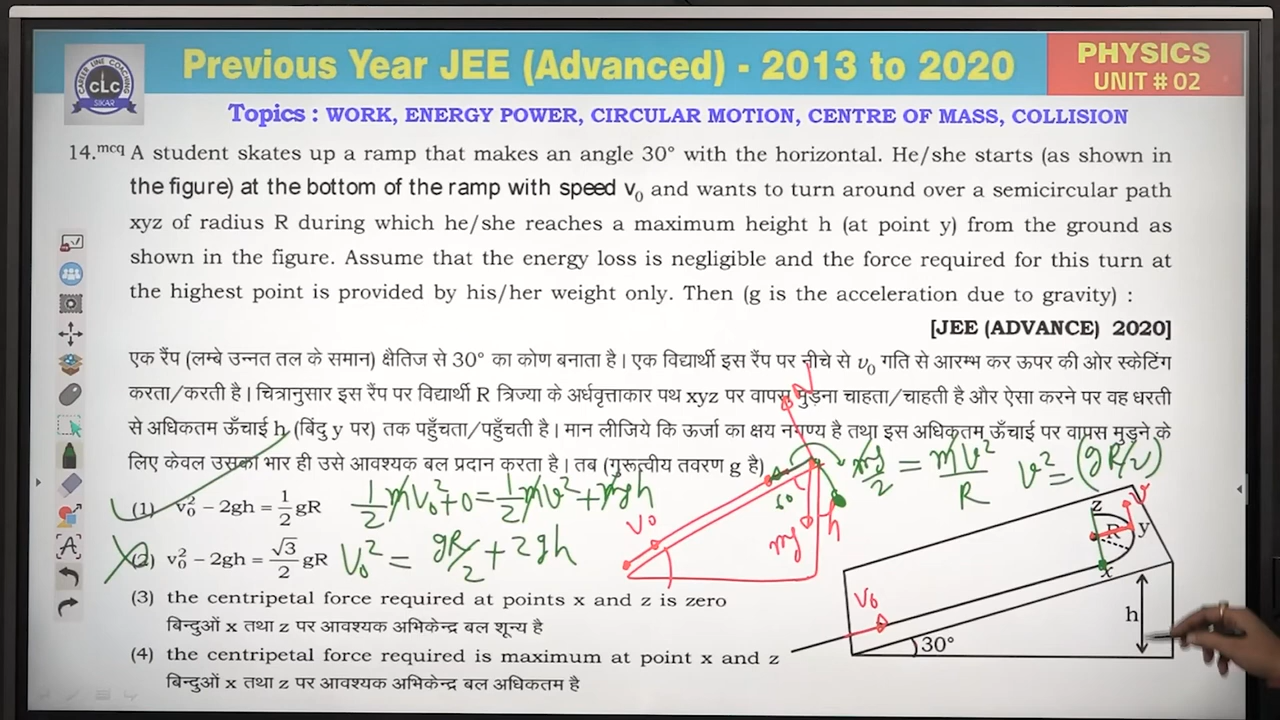 CAREER LINE COACHING
CLC
SIKAR
Previous Year JEE (Advanced) - 2013 to 2020
PHYSICS
UNIT # 02
Topics : WORK, ENERGY POWER, CIRCULAR MOTION, CENTRE OF MASS, COLLISION
14.mcq A student skates up a ramp that makes an angle 30° with the horizontal. He/she starts (as shown in
the figure) at the bottom of the ramp with speed v₀ and wants to turn around over a semicircular path
xyz of radius R during which he/she reaches a maximum height h (at point y) from the ground as
shown in the figure. Assume that the energy loss is negligible and the force required for this turn at
the highest point is provided by his/her weight only. Then (g is the acceleration due to gravity) :
[JEE (ADVANCE) 2020]
एक रैंप (लम्बे उन्नत तल के समान) क्षैतिज से 30° का कोण बनाता है। एक विद्यार्थी इस रैंप पर नीचे से v₀ गति से आरम्भ कर ऊपर की ओर स्केटिंग
करता/करती है। चित्रानुसार इस रैंप पर विद्यार्थी R त्रिज्या के अर्धवृत्ताकार पथ xyz पर वापस मुड़ना चाहता/चाहती है और ऐसा करने पर वह धरती
से अधिकतम ऊँचाई h (बिंदु y पर) तक पहुँचता/पहुँचती है। मान लीजिये कि ऊर्जा का क्षय नगण्य है तथा इस अधिकतम ऊँचाई पर वापस मुड़ने के
लिए केवल उसका भार ही उसे आवश्यक बल प्रदान करता है। तब (गुरूत्वीय तवरण g है)
mg/2 = mv²/R v² = (gR/2)
(1) v₀² – 2gh = 1/2 gR
1/2 mv₀² + 0 = 1/2 mv² + mgh
(2) v₀² – 2gh = √3/2 gR
V₀² = gR/2 + 2gh
(3) the centripetal force required at points x and z is zero
बिन्दुओं x तथा z पर आवश्यक अभिकेन्द्र बल शून्य है
(4) the centripetal force required is maximum at point x and z
बिन्दुओं x तथा z पर आवश्यक अभिकेन्द्र बल अधिकतम है
N
V₀
60°
mg
h
z
R
y
x
v
V₀
h
30°